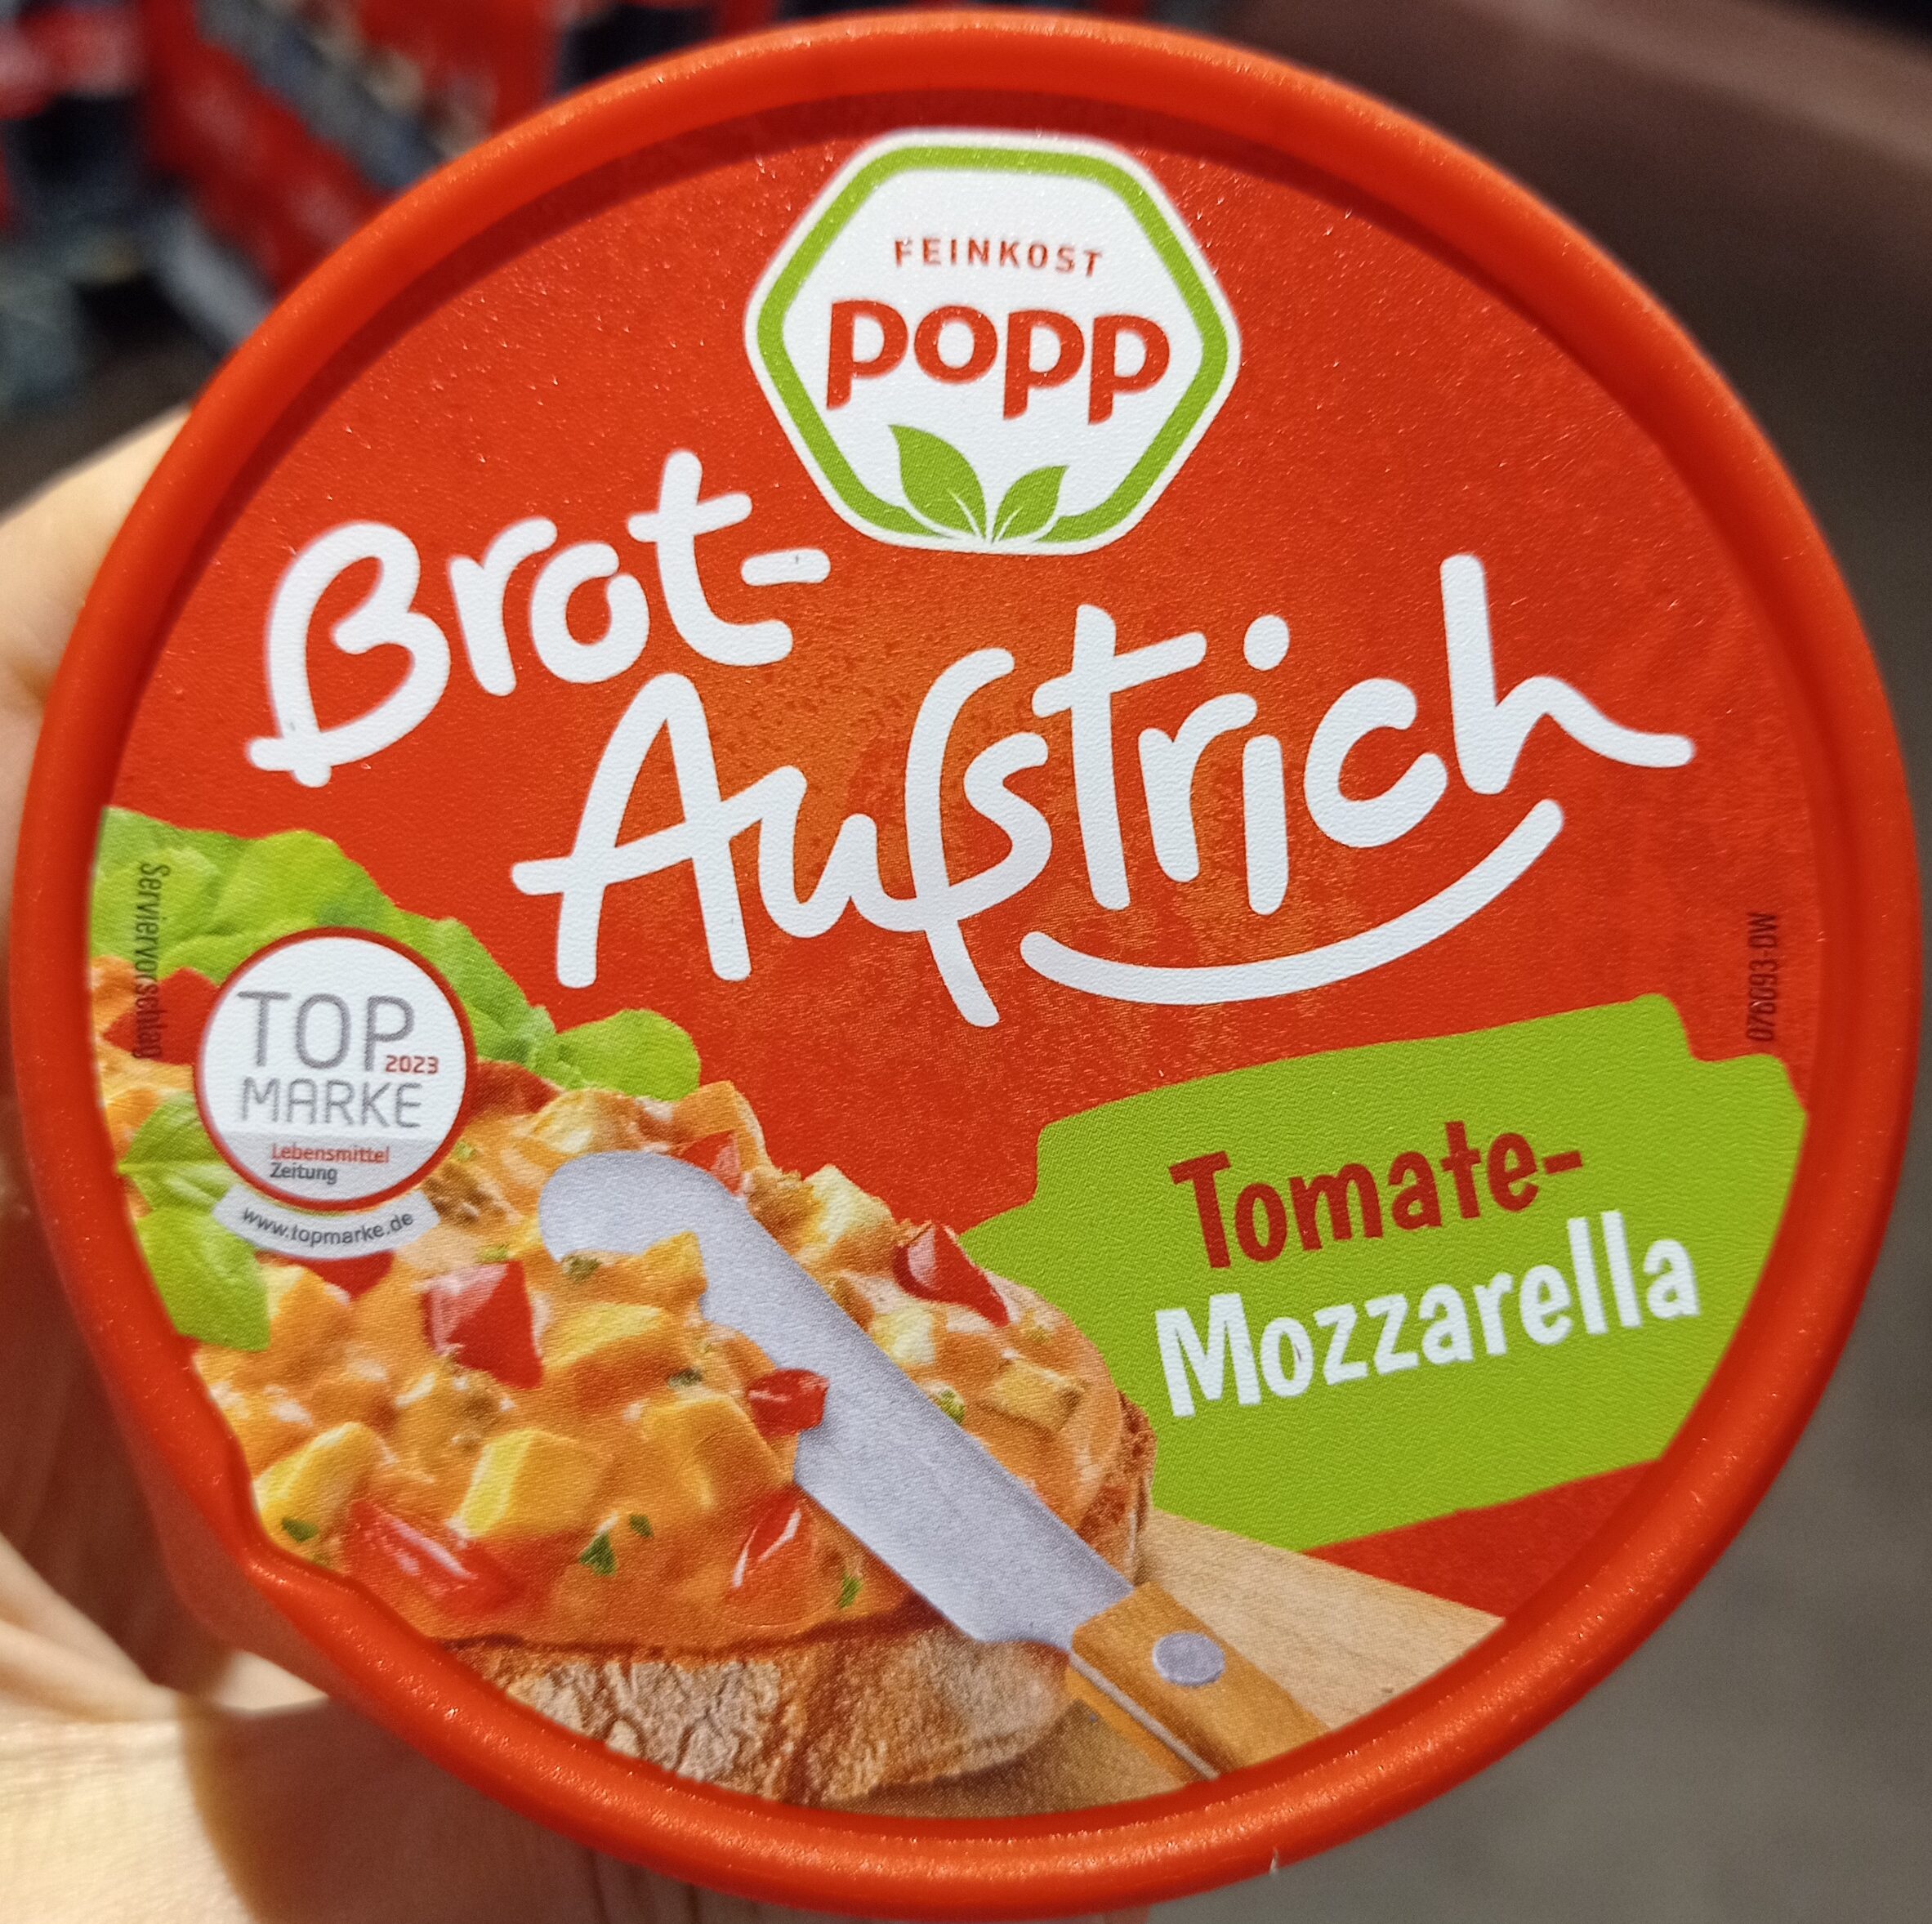 FEINKOST
popp
Brot-
Aufstrich
Serviervorschlag
TOP
2023
MARKE
Lebensmittel
Zeitung
www.topmarke.de
Tomate-
Mozzarella
076093-DW